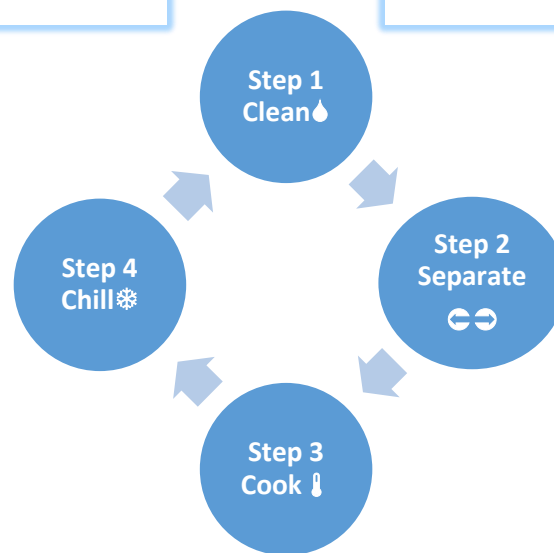 Step 1
Clean
Step 2
Separate
Step 3
Cook
Step 4
Chill